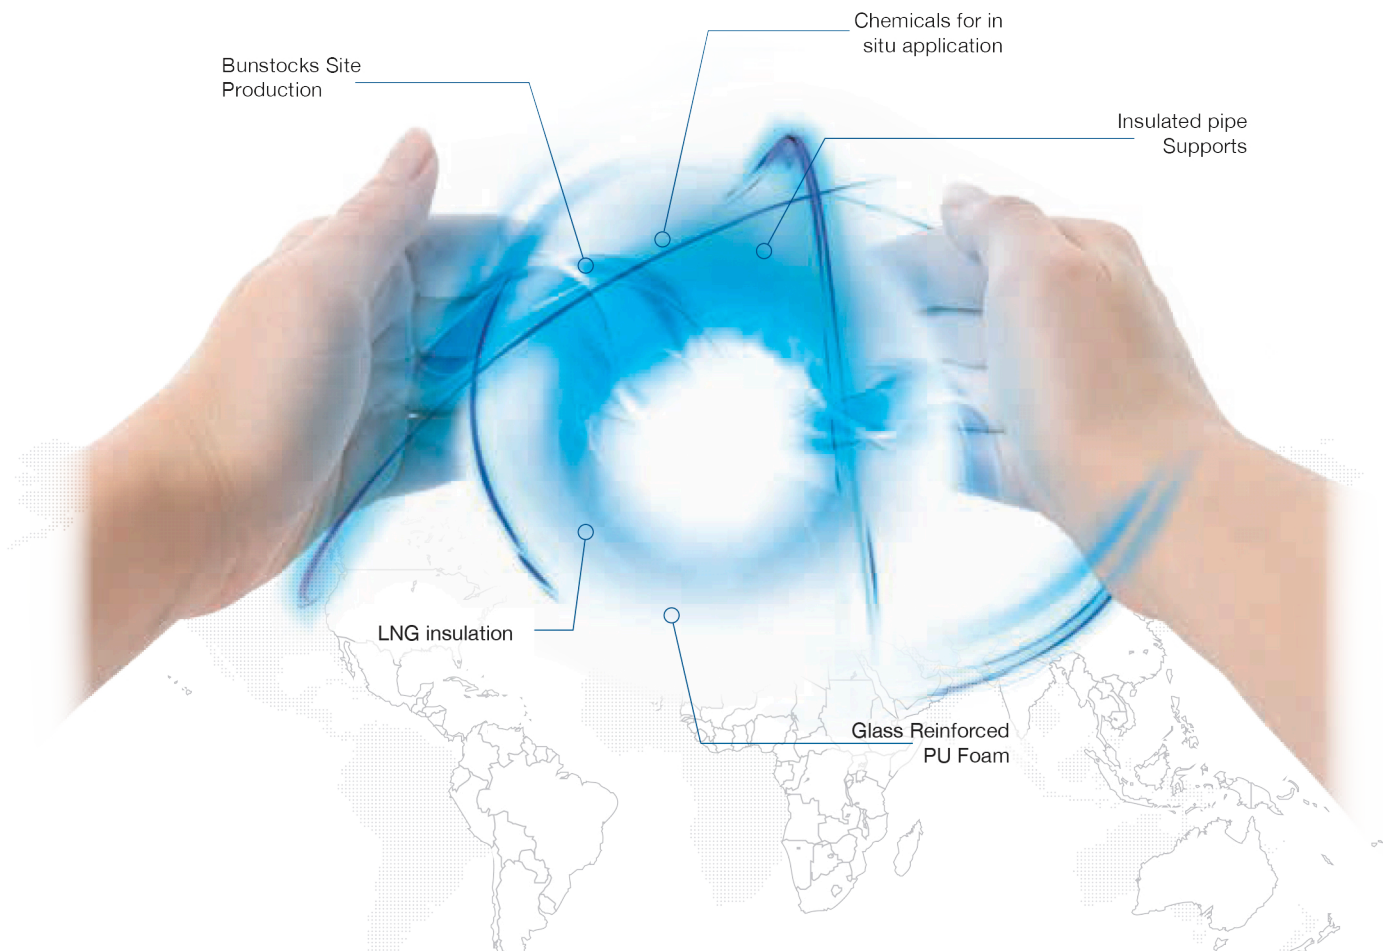 Chemicals for in
situ application
Bunstocks Site
Production
Insulated pipe
Supports
LNG insulation
Glass Reinforced
PU Foam